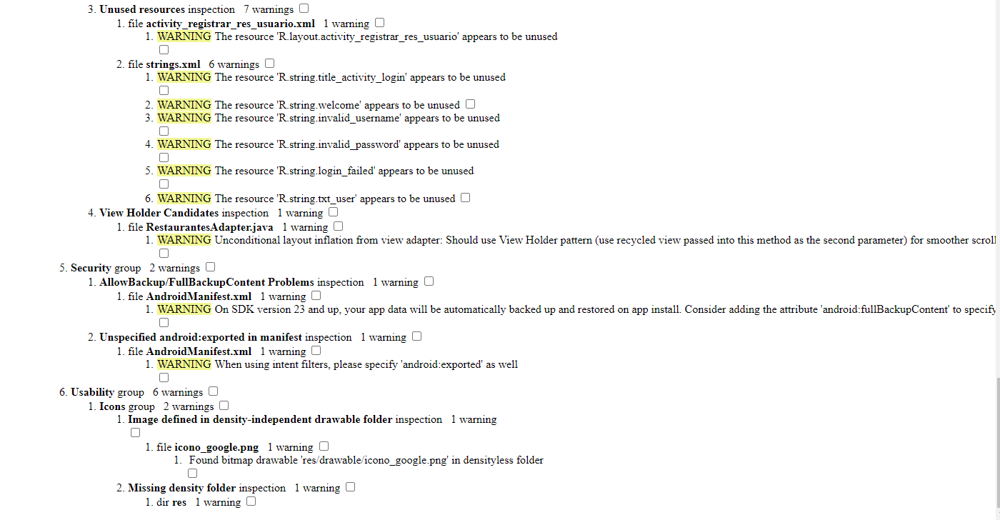 3. Unused resources inspection 7 warnings
1. file activity_registrar_res_usuario.xml 1 warning
1. WARNING The resource 'R.layout.activity_registrar_res_usuario' appears to be unused
2. file strings.xml 6 warnings
1. WARNING The resource 'R.string.title_activity_login' appears to be unused
2. WARNING The resource 'R.string.welcome' appears to be unused
3. WARNING The resource 'R.string.invalid_username' appears to be unused
4. WARNING The resource 'R.string.invalid_password' appears to be unused
5. WARNING The resource 'R.string.login_failed' appears to be unused
6. WARNING The resource 'R.string.txt_user' appears to be unused
4. View Holder Candidates inspection 1 warning
1. file RestaurantesAdapter.java 1 warning
1. WARNING Unconditional layout inflation from view adapter: Should use View Holder pattern (use recycled view passed into this method as the second parameter) for smoother scroll
5. Security group 2 warnings
1. AllowBackup/FullBackupContent Problems inspection 1 warning
1. file AndroidManifest.xml 1 warning
1. WARNING On SDK version 23 and up, your app data will be automatically backed up and restored on app install. Consider adding the attribute 'android:fullBackupContent' to specify
2. Unspecified android:exported in manifest inspection 1 warning
1. file AndroidManifest.xml 1 warning
1. WARNING When using intent filters, please specify 'android:exported' as well
6. Usability group 6 warnings
1. Icons group 2 warnings
1. Image defined in density-independent drawable folder inspection 1 warning
1. file icono_google.png 1 warning
1. Found bitmap drawable 'res/drawable/icono_google.png' in densityless folder
2. Missing density folder inspection 1 warning
1. dir res 1 warning